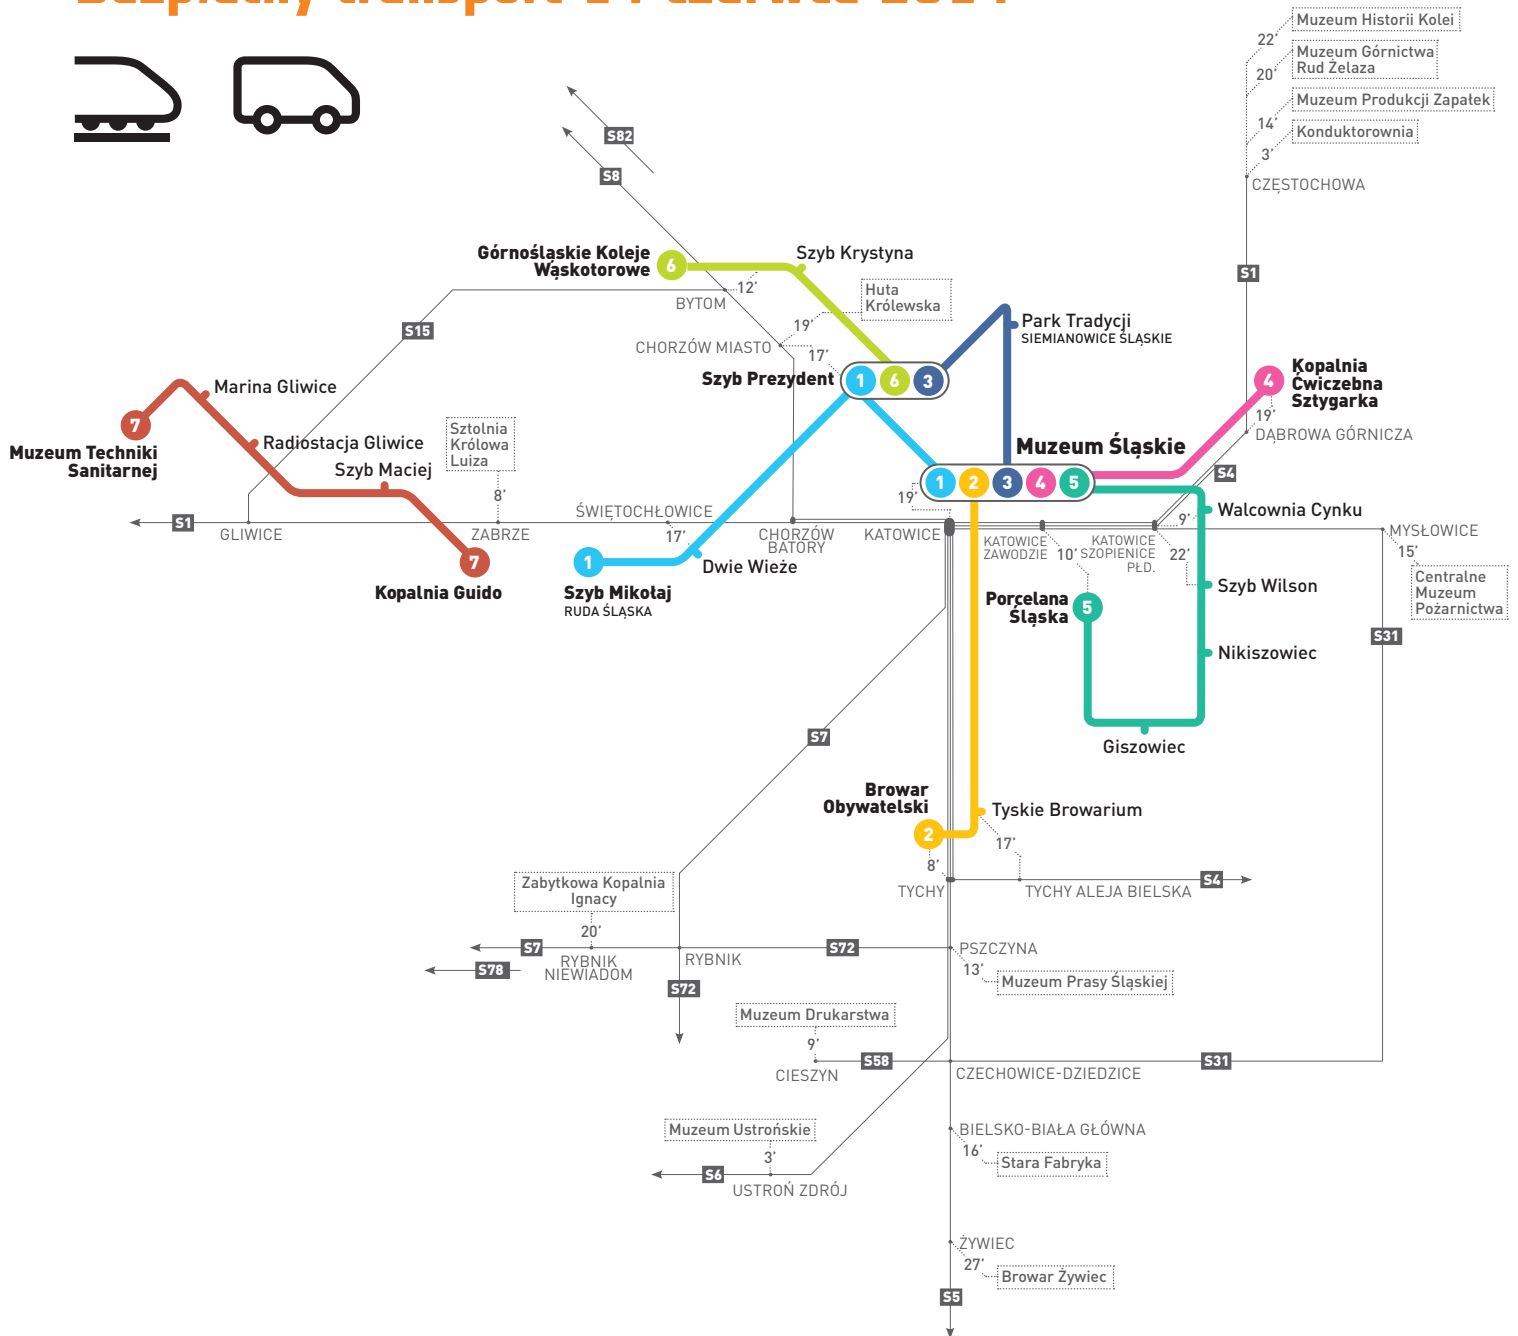 22'
Muzeum Historii Kolei
20'
Muzeum Górnictwa
Rud Żelaza
14'
Muzeum Produkcji Zapałek
3'
Konduktorownia
CZĘSTOCHOWA
S82
S8
S1
Górnośląskie Koleje
Wąskotorowe
6
Szyb Krystyna
12'
BYTOM
Huta
Królewska
19'
CHORZÓW MIASTO
17'
S15
Park Tradycji
SIEMIANOWICE ŚLĄSKIE
Szyb Prezydent
1 6 3
Kopalnia
Ćwiczebna
Sztygarka
4
19'
DĄBROWA GÓRNICZA
S4
Marina Gliwice
7
Muzeum Techniki
Sanitarnej
Radiostacja Gliwice
Szyb Maciej
Sztolnia
Królowa
Luiza
8'
Muzeum Śląskie
1 2 3 4 5
19'
S1
GLIWICE
ZABRZE
ŚWIĘTOCHŁOWICE
17'
CHORZÓW
BATORY
KATOWICE
KATOWICE
ZAWODZIE
10'
KATOWICE
SZOPIENICE
PŁD.
9'
22'
Walcownia Cynku
MYSŁOWICE
15'
Centralne
Muzeum
Pożarnictwa
7
Kopalnia Guido
1
Szyb Mikołaj
RUDA ŚLĄSKA
Dwie Wieże
Porcelana
Śląska
5
Szyb Wilson
S31
Nikiszowiec
Giszowiec
S7
Browar
Obywatelski
2
8'
Tyskie Browarium
17'
TYCHY
TYCHY ALEJA BIELSKA
S4
Zabytkowa Kopalnia
Ignacy
20'
S7
RYBNIK
NIEWIADOM
S78
RYBNIK
S72
S72
PSZCZYNA
13'
Muzeum Prasy Śląskiej
Muzeum Drukarstwa
9'
CIESZYN
S58
CZECHOWICE-DZIEDZICE
S31
Muzeum Ustrońskie
3'
S6
USTROŃ ZDRÓJ
BIELSKO-BIAŁA GŁÓWNA
16'
Stara Fabryka
ŻYWIEC
27'
Browar Żywiec
S5